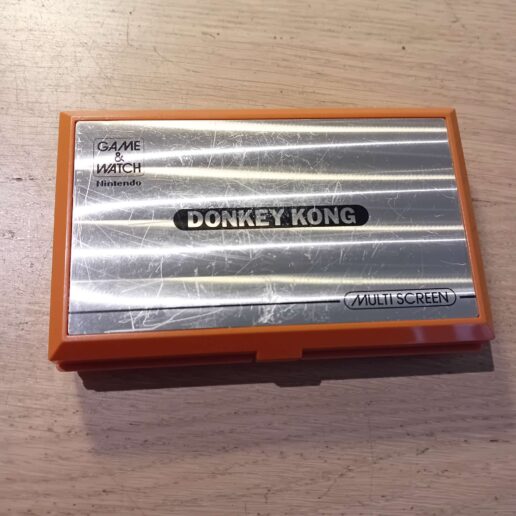 GAME
&
WATCH
Nintendo
DONKEY KONG
MULTI SCREEN